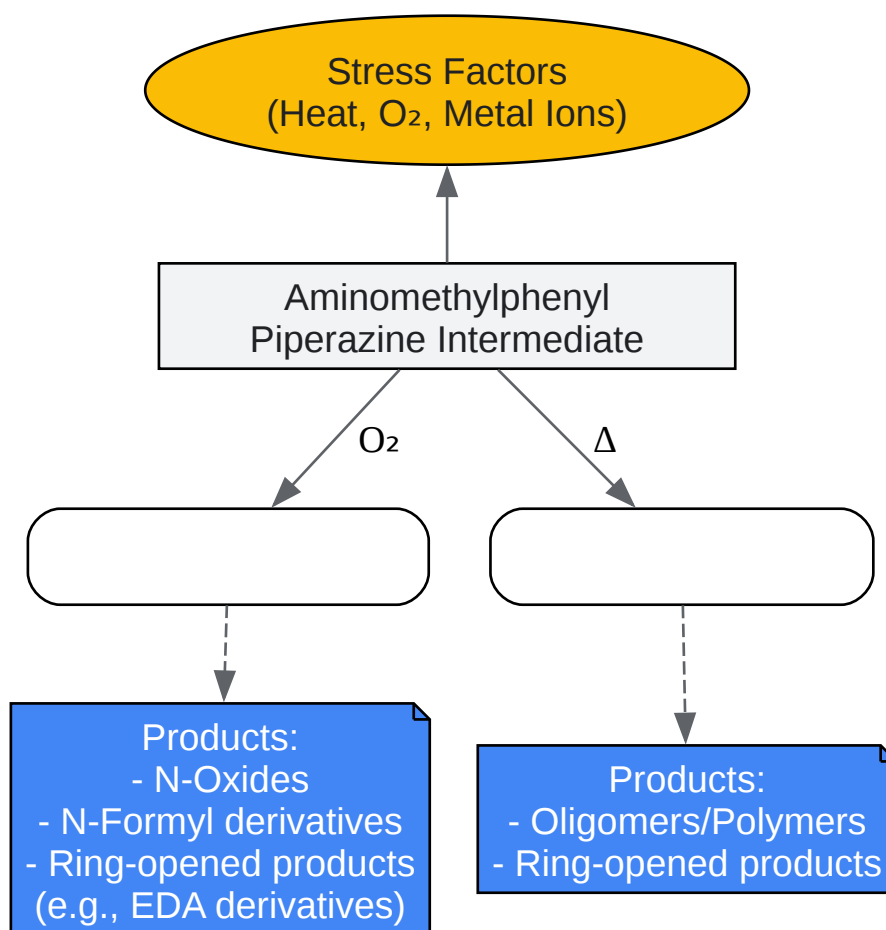 Stress Factors
(Heat, O₂, Metal Ions)
Aminomethylphenyl
Piperazine Intermediate
O₂
Δ
Products:
- N-Oxides
- N-Formyl derivatives
- Ring-opened products
(e.g., EDA derivatives)
Products:
- Oligomers/Polymers
- Ring-opened products